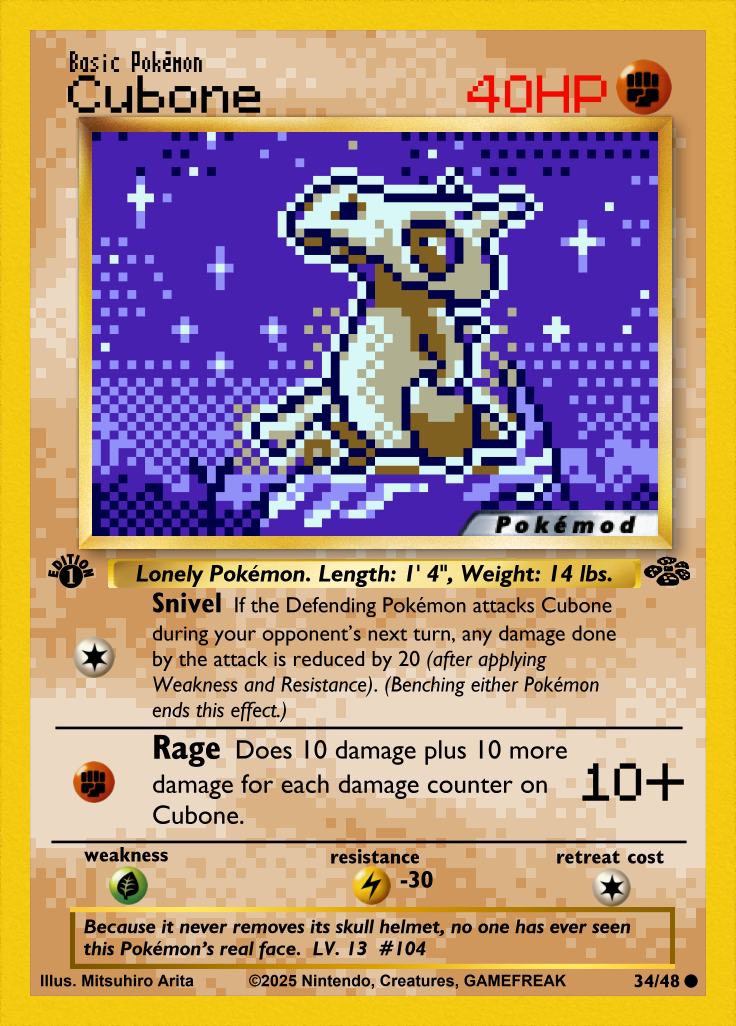 Basic Pokémon
Cubone 40HP
Pokémod
EDITION
1
Lonely Pokémon. Length: 1' 4", Weight: 14 lbs.
Snivel If the Defending Pokémon attacks Cubone
during your opponent’s next turn, any damage done
by the attack is reduced by 20 (after applying
Weakness and Resistance). (Benching either Pokémon
ends this effect.)
Rage Does 10 damage plus 10 more
damage for each damage counter on
Cubone.
10+
weakness resistance retreat cost
-30
Because it never removes its skull helmet, no one has ever seen
this Pokémon’s real face. LV. 13 #104
Illus. Mitsuhiro Arita ©2025 Nintendo, Creatures, GAMEFREAK 34/48